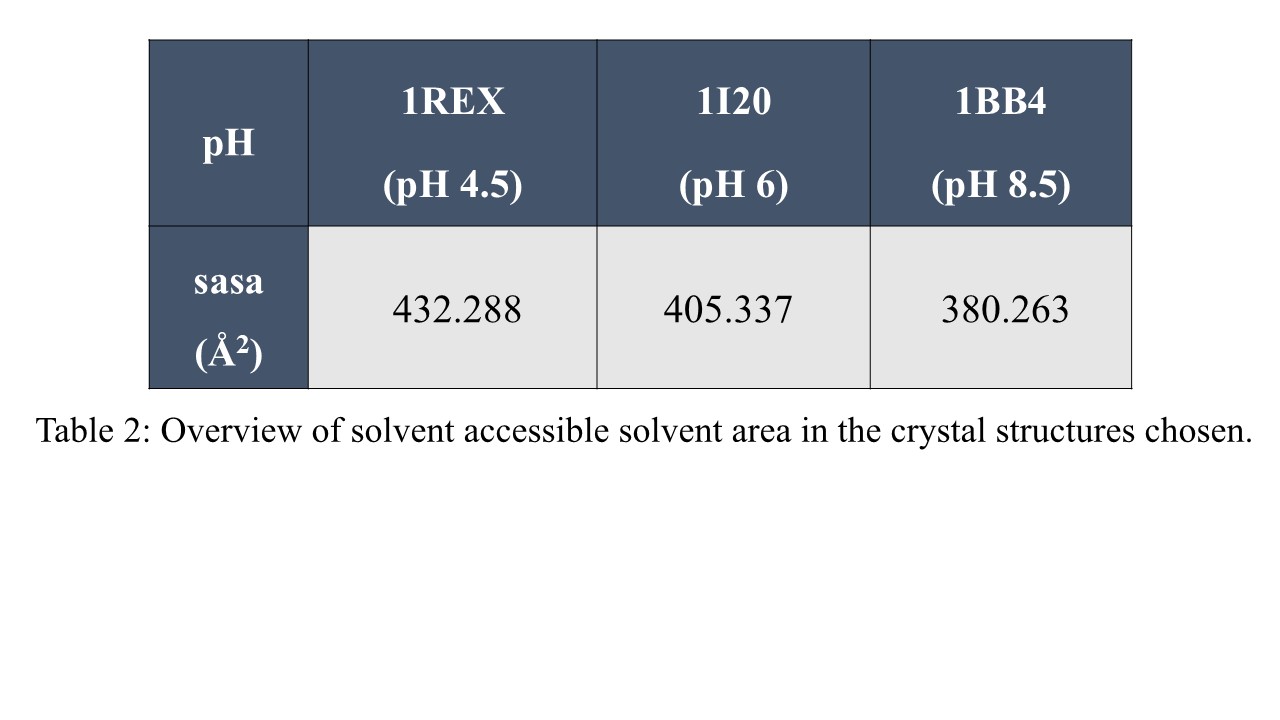 pH
1REX
(pH 4.5)
1I20
(pH 6)
1BB4
(pH 8.5)
sasa
(Å²)
432.288
405.337
380.263
Table 2: Overview of solvent accessible solvent area in the crystal structures chosen.